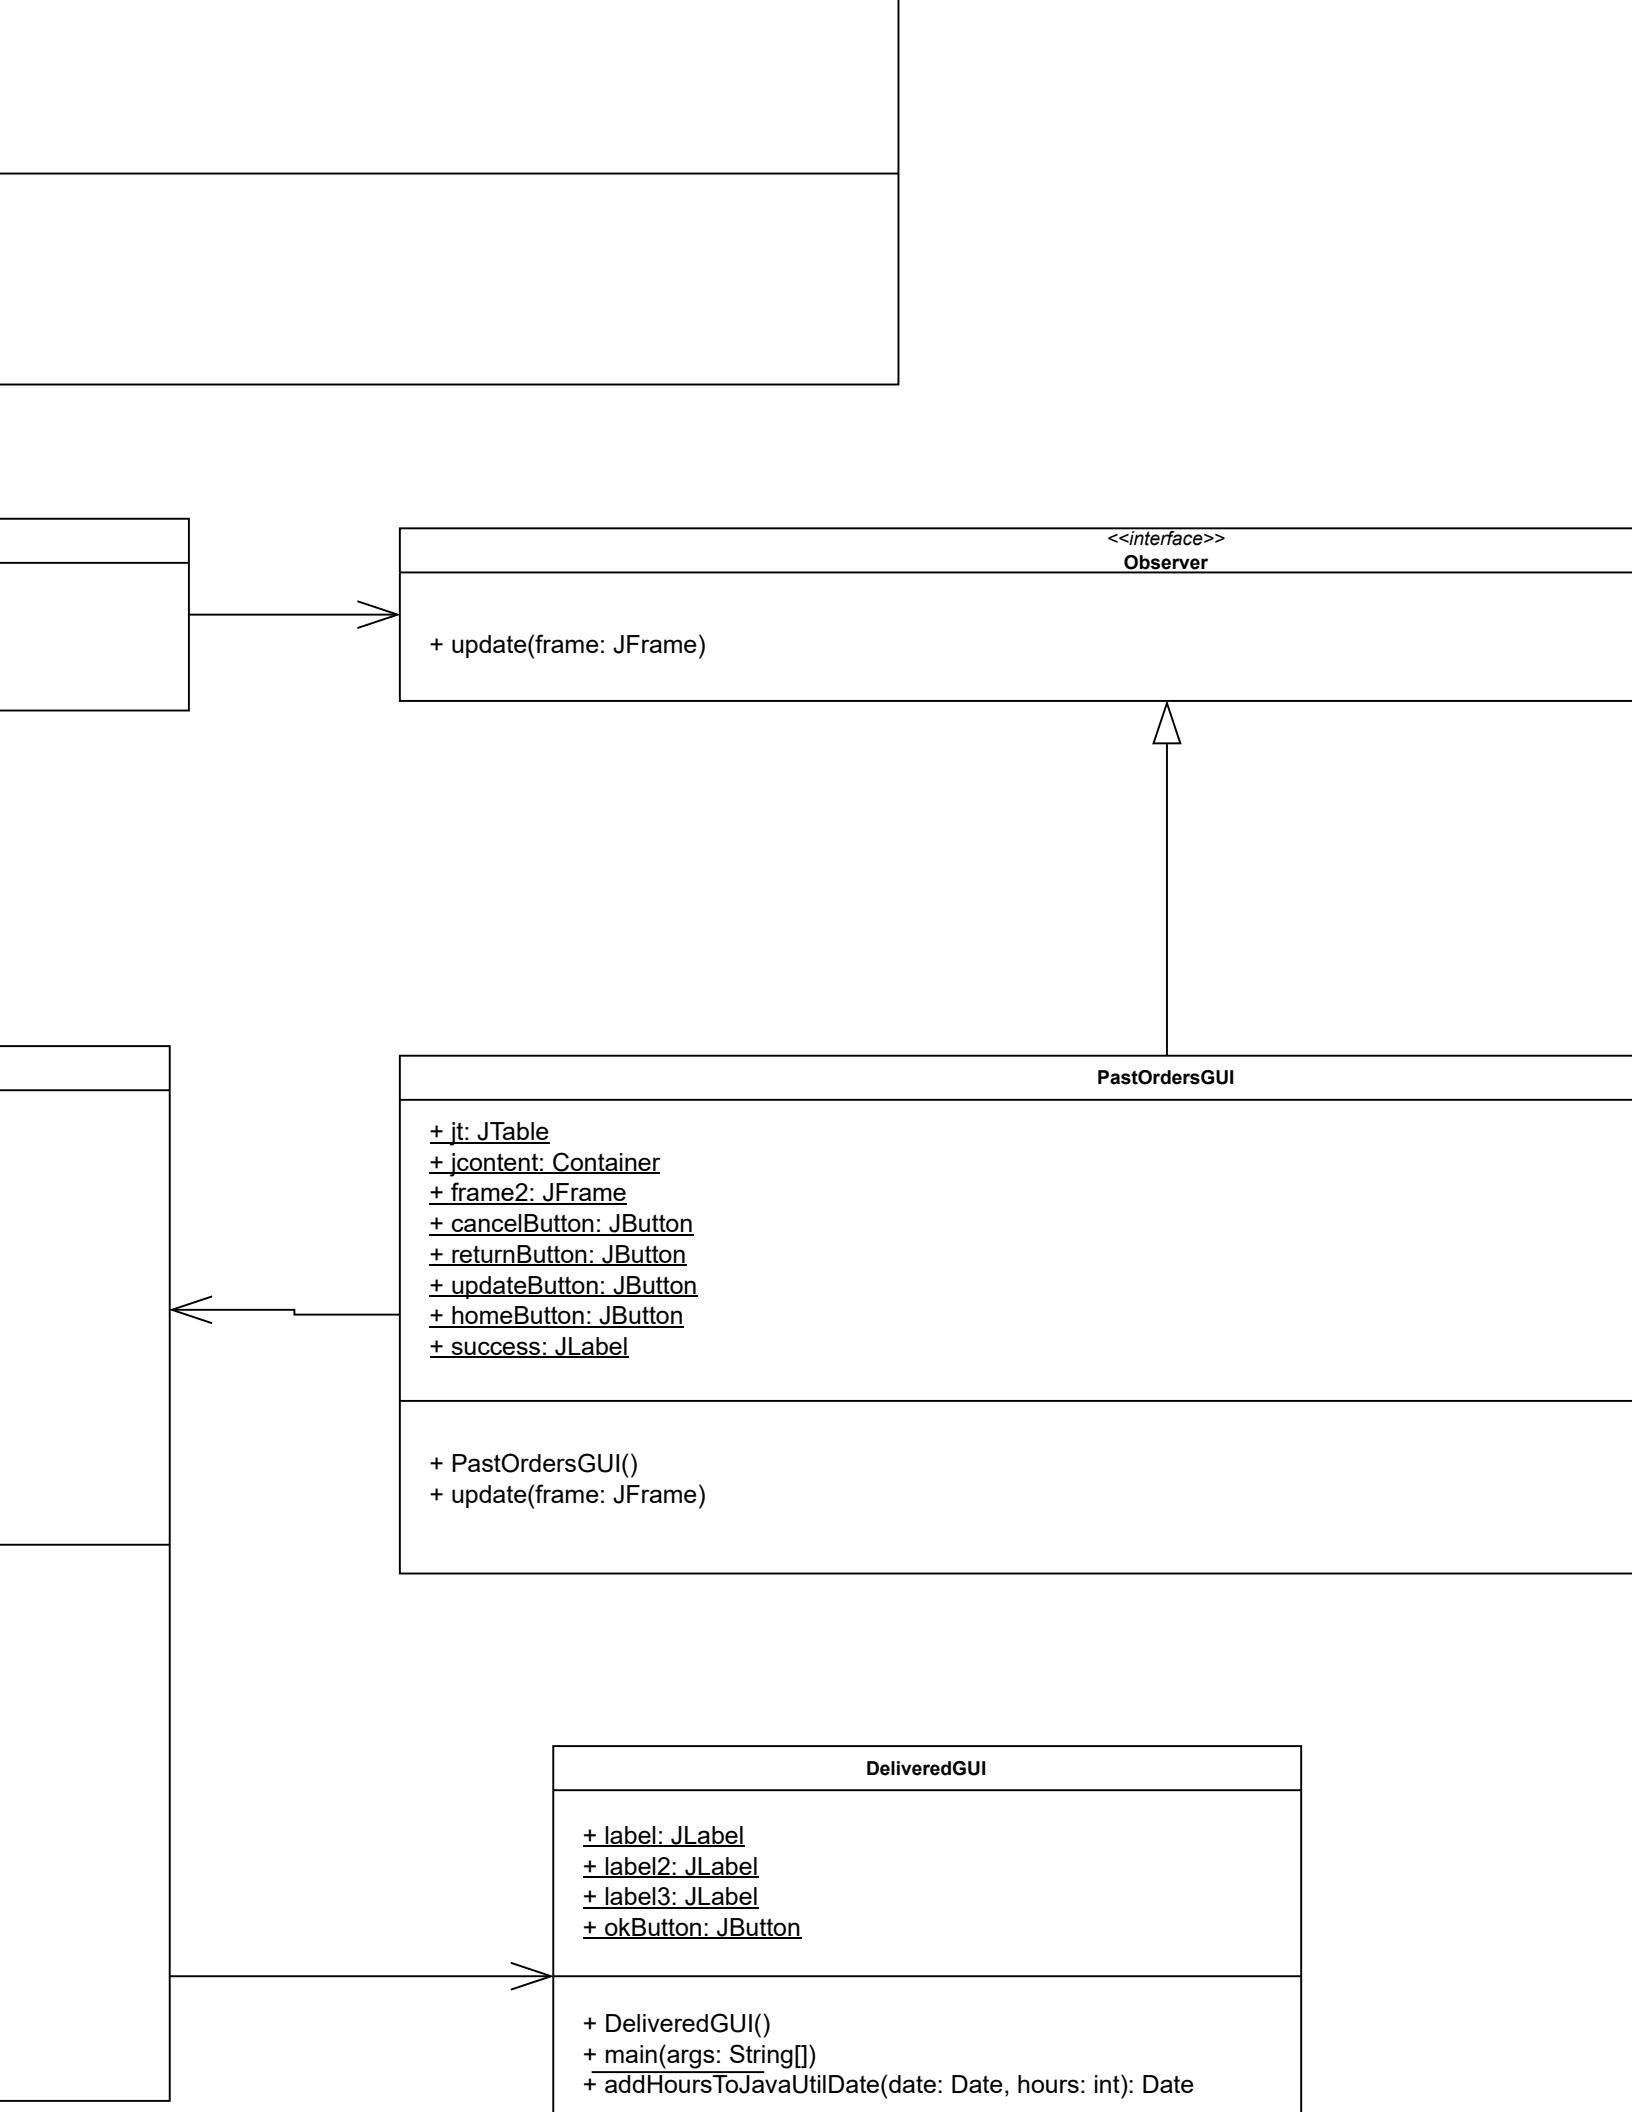 <<interface>>
Observer
+ update(frame: JFrame)
PastOrdersGUI
+ jt: JTable
+ jcontent: Container
+ frame2: JFrame
+ cancelButton: JButton
+ returnButton: JButton
+ updateButton: JButton
+ homeButton: JButton
+ success: JLabel
+ PastOrdersGUI()
+ update(frame: JFrame)
DeliveredGUI
+ label: JLabel
+ label2: JLabel
+ label3: JLabel
+ okButton: JButton
+ DeliveredGUI()
+ main(args: String[])
+ addHoursToJavaUtilDate(date: Date, hours: int): Date